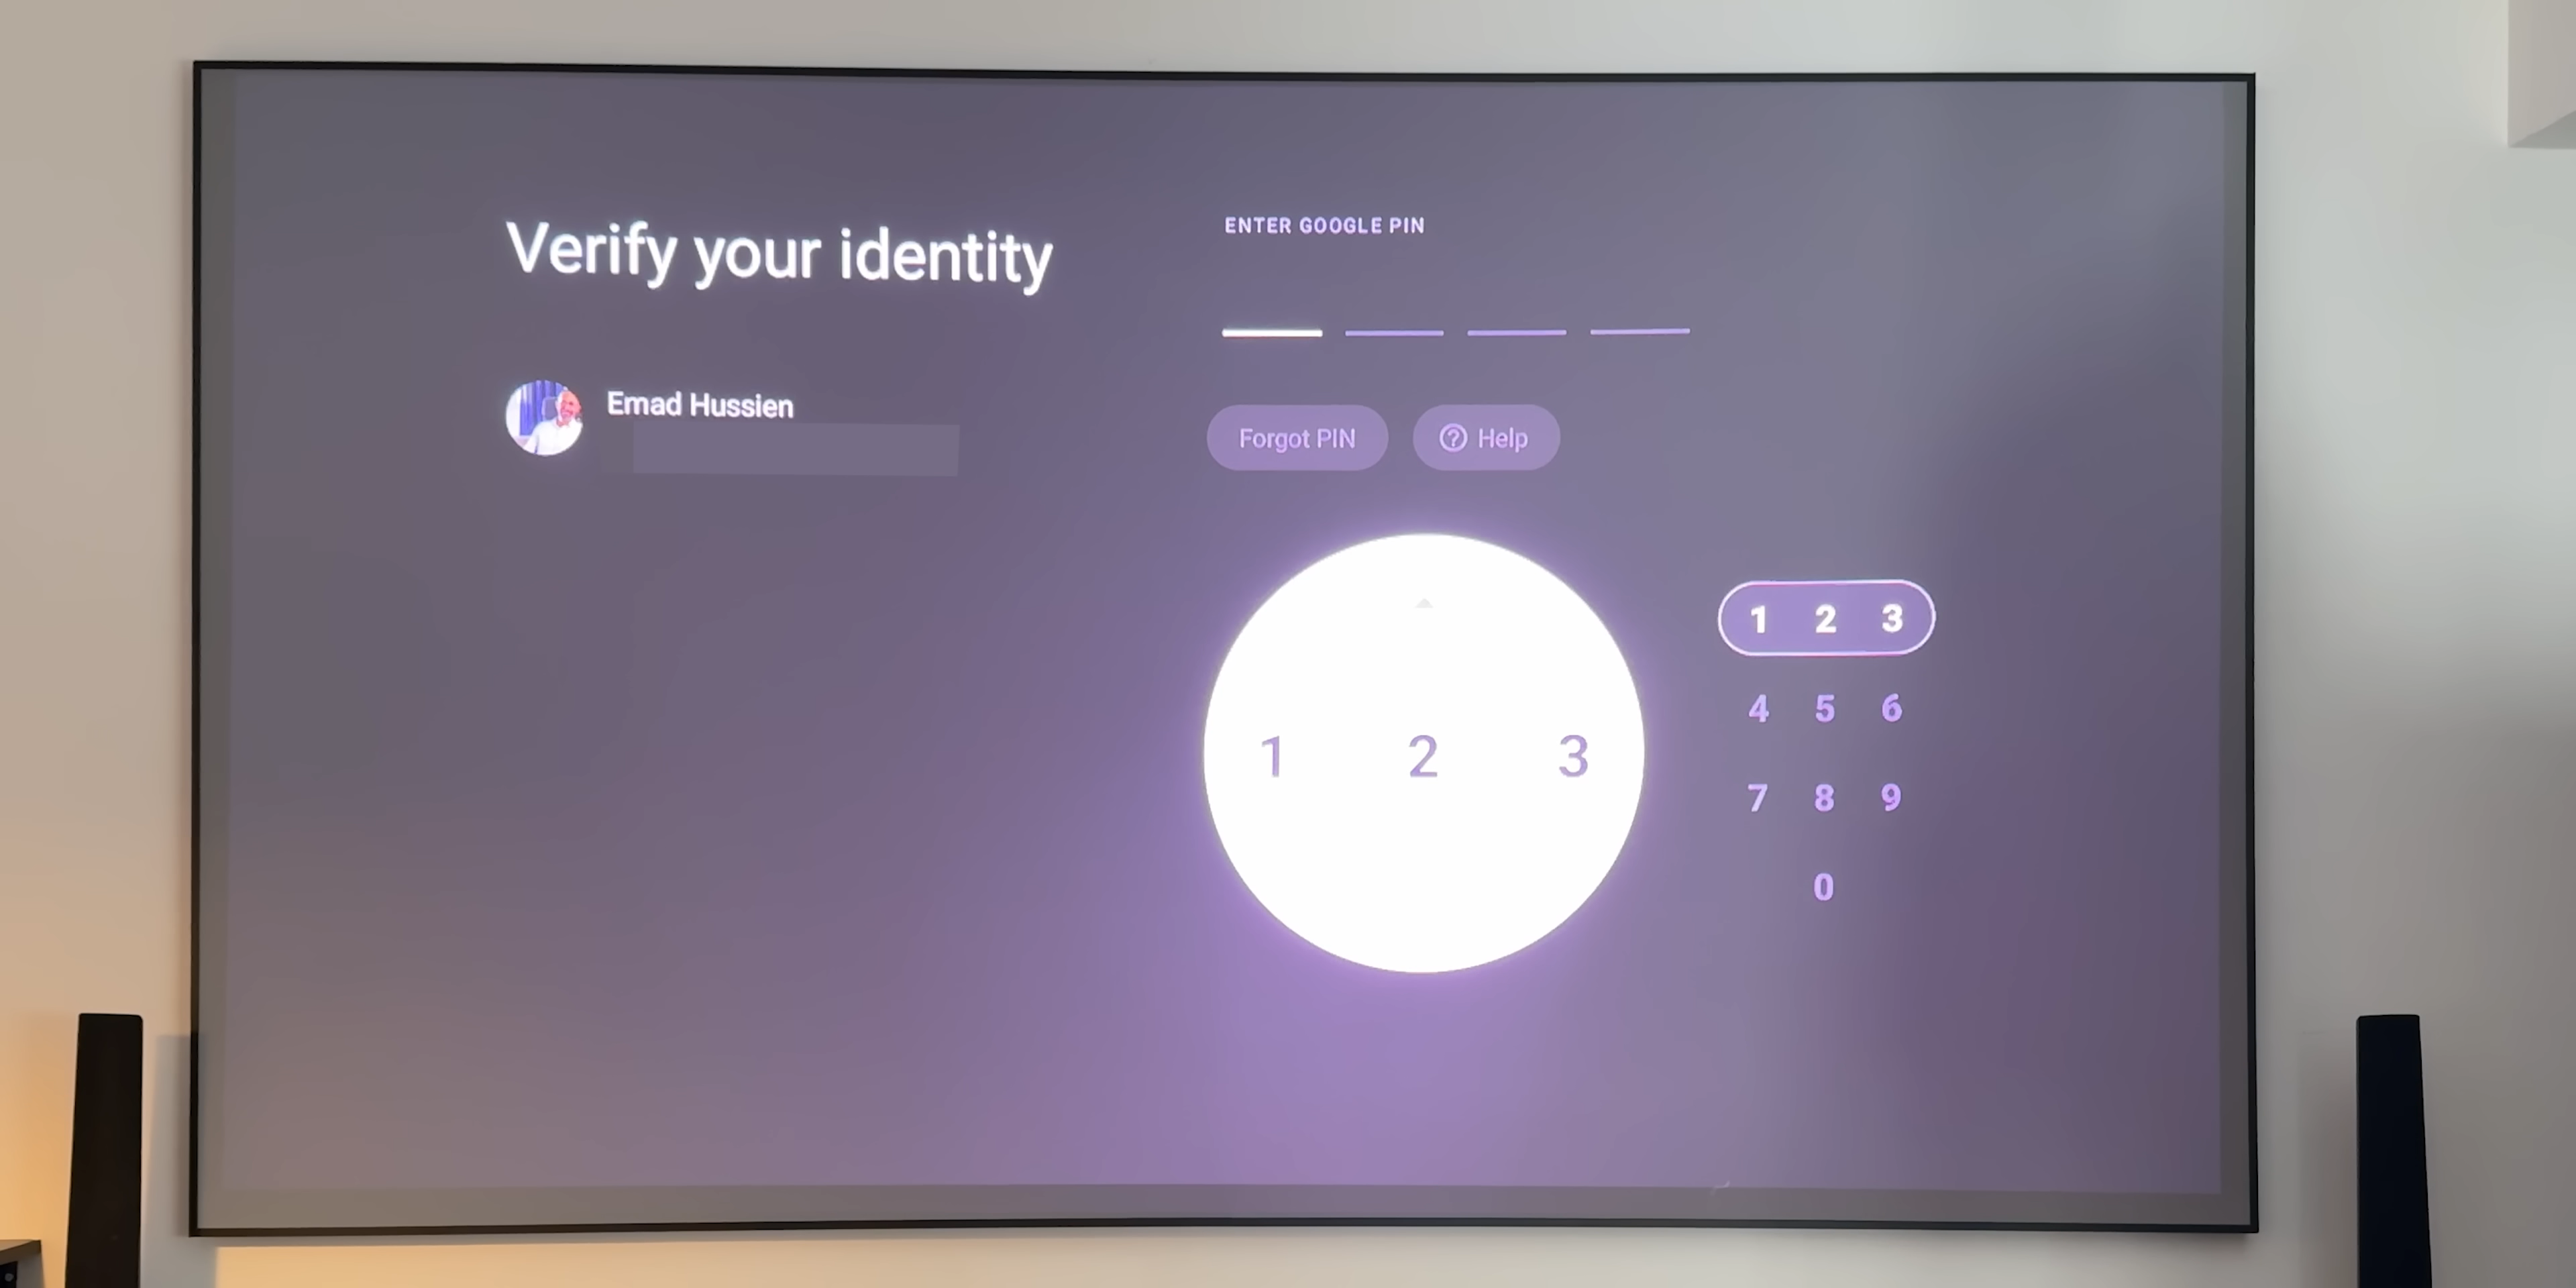 Verify your identity
Emad Hussien
ENTER GOOGLE PIN
Forgot PIN
? Help
1 2 3
1 2 3
4 5 6
7 8 9
0